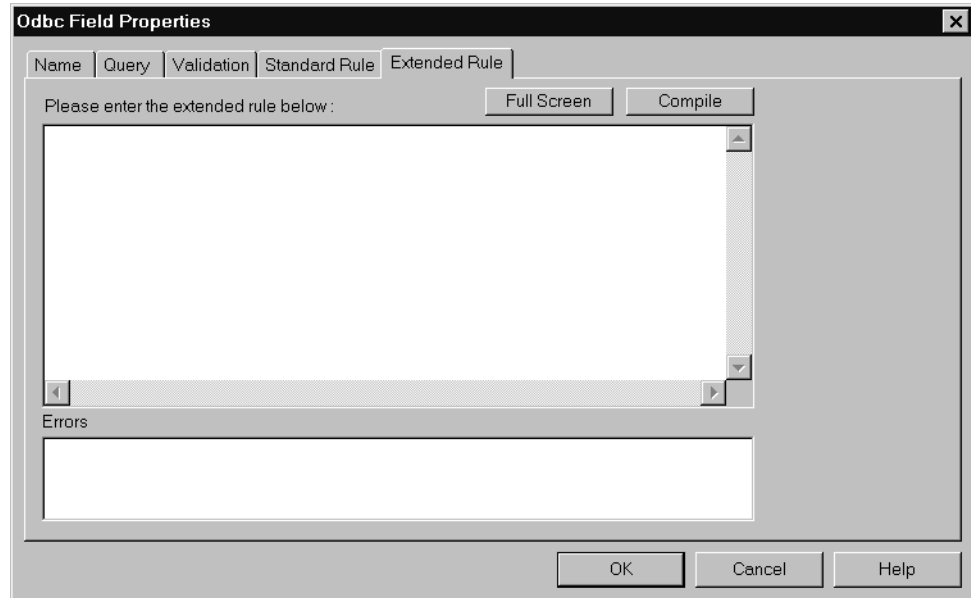 Odbc Field Properties
Name Query Validation Standard Rule Extended Rule
Please enter the extended rule below : Full Screen Compile
Errors
OK Cancel Help